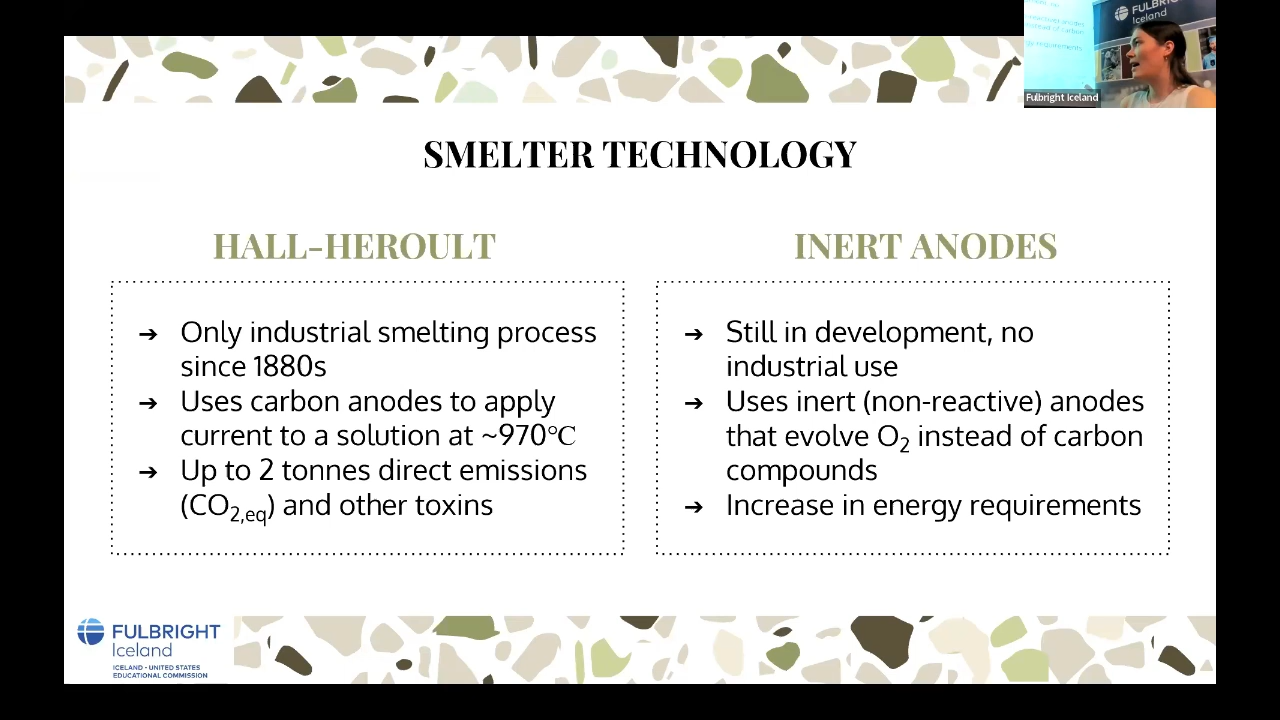 FULBRIGHT
Iceland
Fulbright Iceland
SMELTER TECHNOLOGY
HALL-HEROULT
➔ Only industrial smelting process
since 1880s
➔ Uses carbon anodes to apply
current to a solution at ~970°C
➔ Up to 2 tonnes direct emissions
(CO2,eq) and other toxins
INERT ANODES
➔ Still in development, no
industrial use
➔ Uses inert (non-reactive) anodes
that evolve O2 instead of carbon
compounds
➔ Increase in energy requirements
FULBRIGHT
Iceland
ICELAND - UNITED STATES
EDUCATIONAL COMMISSION